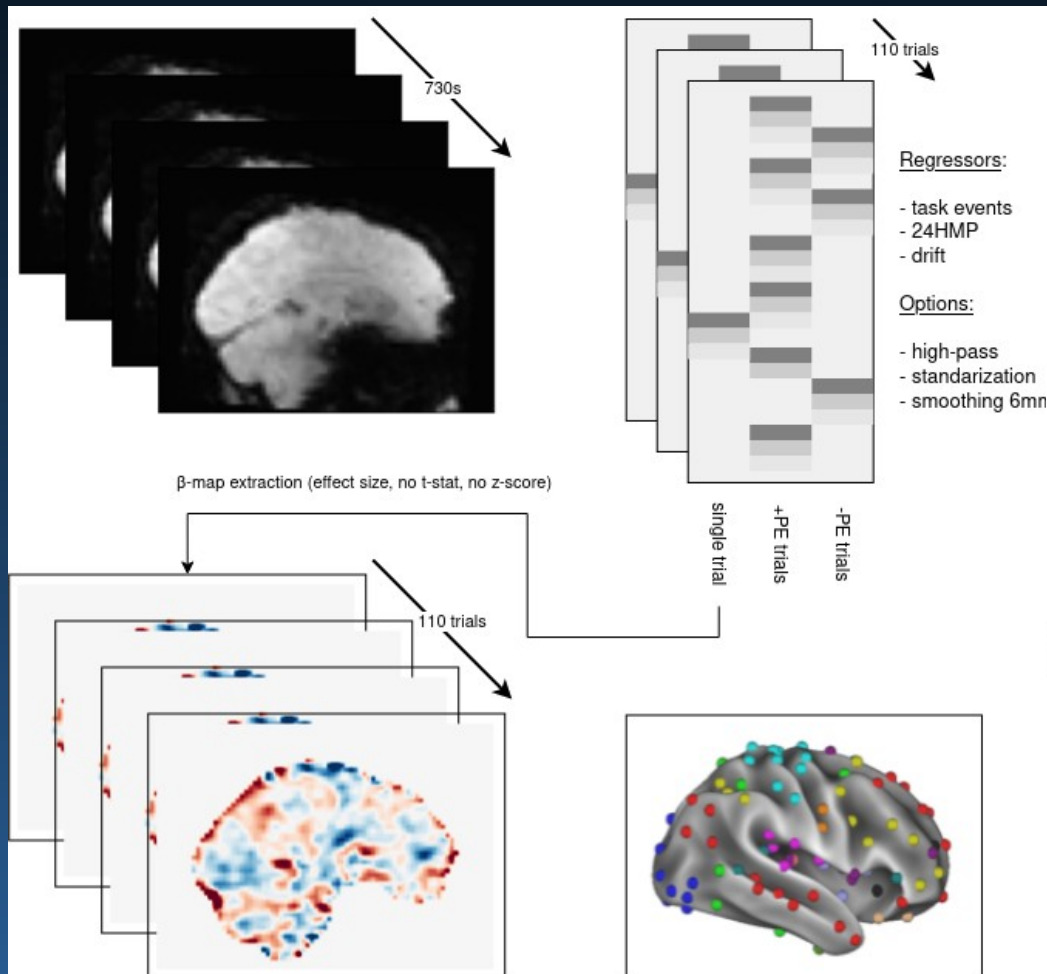 730s
110 trials
Regressors:
- task events
- 24HMP
- drift
Options:
- high-pass
- standarization
- smoothing 6mm
single trial
+PE trials
-PE trials
β-map extraction (effect size, no t-stat, no z-score)
110 trials